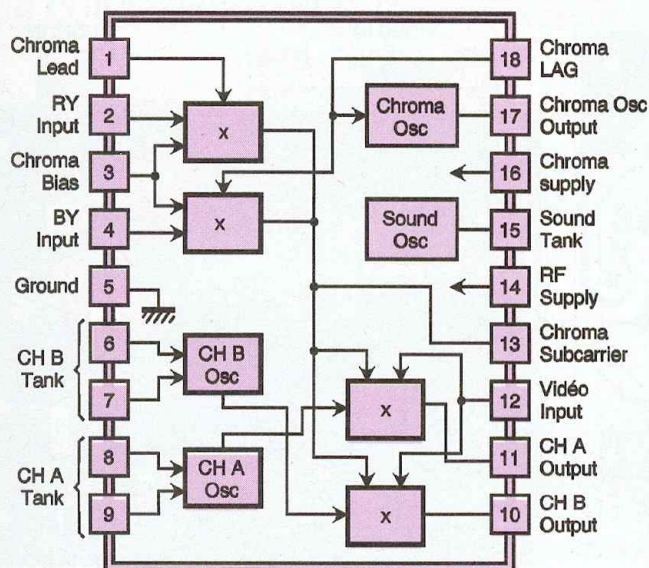 Chroma
Lead
1
RY
Input
2
Chroma
Bias
3
BY
Input
4
Ground
5
CH B
Tank
6
7
CH A
Tank
8
9
x
x
CH B
Osc
CH A
Osc
Chroma
Osc
Sound
Osc
x
x
18
Chroma
LAG
17
Chroma Osc
Output
16
Chroma
supply
15
Sound
Tank
14
RF
Supply
13
Chroma
Subcarrier
12
Vidéo
Input
11
CH A
Output
10
CH B
Output